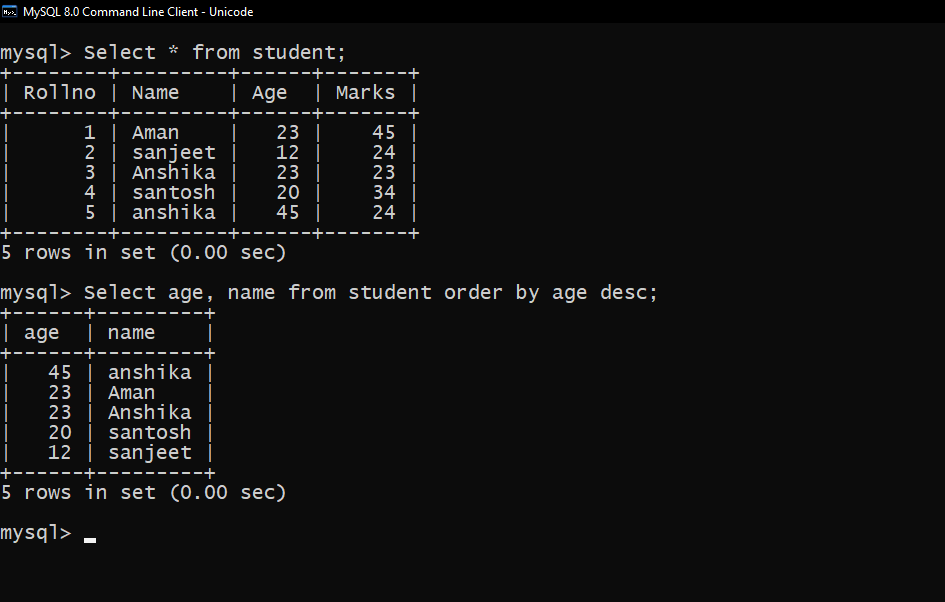 MySQL 8.0 Command Line Client - Unicode
mysql> Select * from student;
+--------+---------+------+-------+
| Rollno | Name    | Age  | Marks |
+--------+---------+------+-------+
|      1 | Aman    |   23 |    45 |
|      2 | sanjeet |   12 |    24 |
|      3 | Anshika |   23 |    23 |
|      4 | santosh |   20 |    34 |
|      5 | anshika |   45 |    24 |
+--------+---------+------+-------+
5 rows in set (0.00 sec)
mysql> Select age, name from student order by age desc;
+------+---------+
| age  | name    |
+------+---------+
|   45 | anshika |
|   23 | Aman    |
|   23 | Anshika |
|   20 | santosh |
|   12 | sanjeet |
+------+---------+
5 rows in set (0.00 sec)
mysql> _